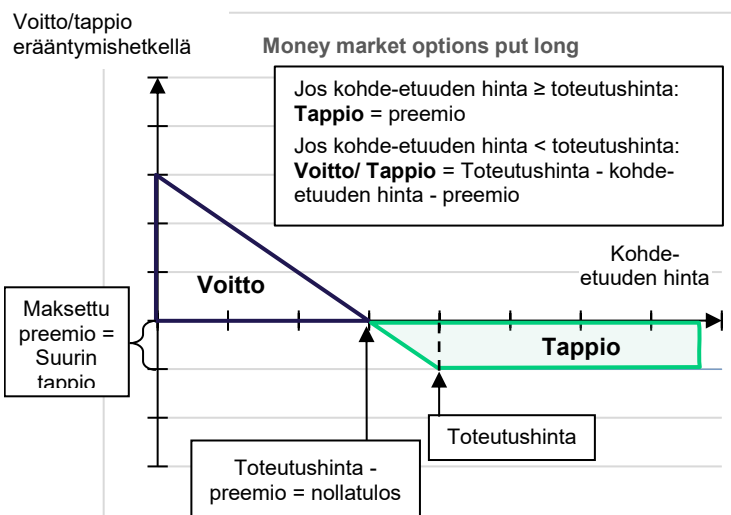 Voitto/tappio
erääntymishetkellä
Money market options put long
Jos kohde-etuuden hinta ≥ toteutushinta:
Tappio = preemio
Jos kohde-etuuden hinta < toteutushinta:
Voitto/ Tappio = Toteutushinta - kohde-
etuuden hinta - preemio
Kohde-
etuuden hinta
Voitto
Maksettu
preemio =
Suurin
tappio
Tappio
Toteutushinta
Toteutushinta -
preemio = nollatulos